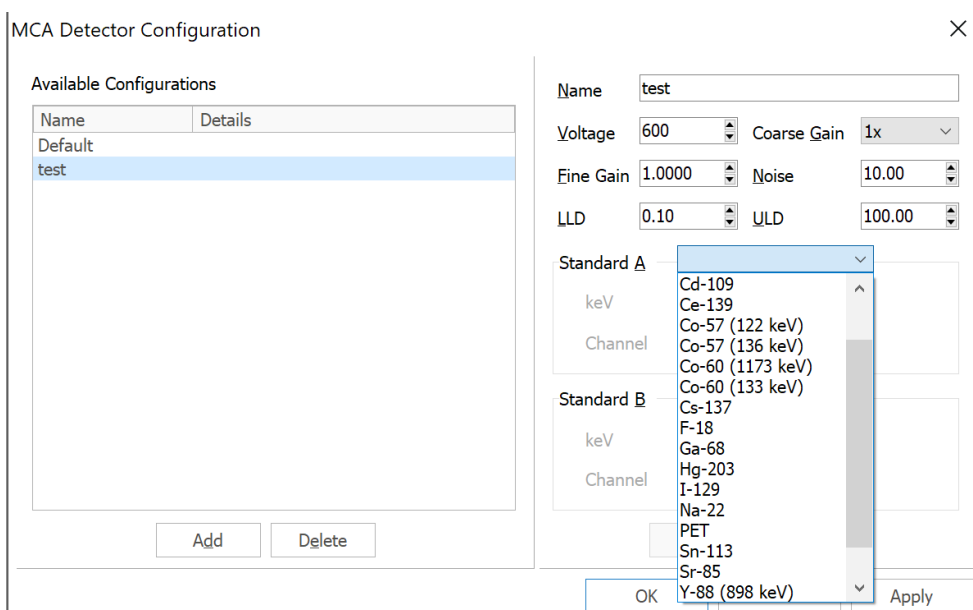 MCA Detector Configuration
Available Configurations
Name Details
Default
test
Add Delete
Name test
Voltage 600 Coarse Gain 1x
Fine Gain 1.0000 Noise 10.00
LLD 0.10 ULD 100.00
Standard A
keV
Channel
Standard B
keV
Channel
Cd-109
Ce-139
Co-57 (122 keV)
Co-57 (136 keV)
Co-60 (1173 keV)
Co-60 (133 keV)
Cs-137
F-18
Ga-68
Hg-203
I-129
Na-22
PET
Sn-113
Sr-85
Y-88 (898 keV)
OK Apply